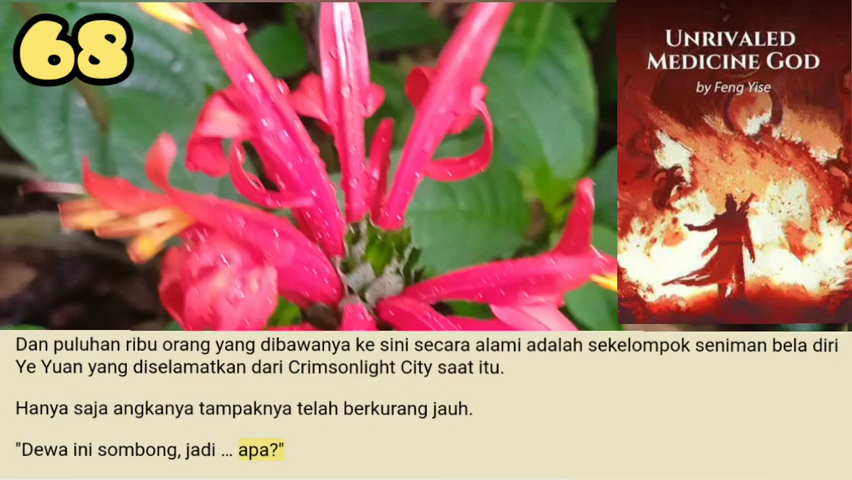 68
UNRIVALED
MEDICINE GOD
by Feng Yise
Dan puluhan ribu orang yang dibawanya ke sini secara alami adalah sekelompok seniman bela diri
Ye Yuan yang diselamatkan dari Crimsonlight City saat itu.
Hanya saja angkanya tampaknya telah berkurang jauh.
"Dewa ini sombong, jadi ... apa?"